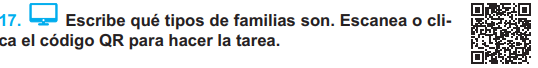 17. Escribe qué tipos de familias son. Escanea o cli-
ca el código QR para hacer la tarea.